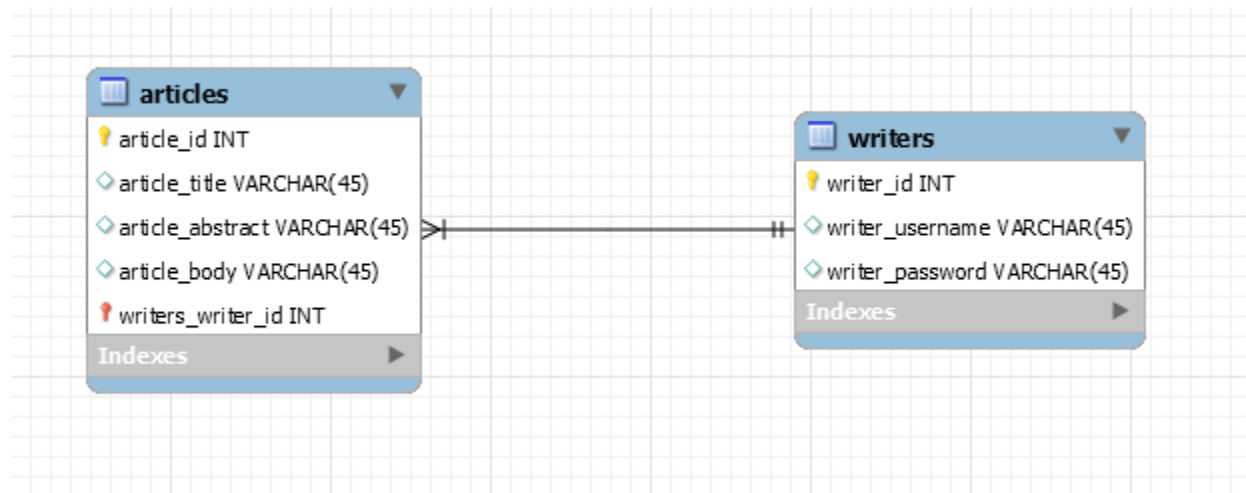 articles
article_id INT
article_title VARCHAR(45)
article_abstract VARCHAR(45)
article_body VARCHAR(45)
writers_writer_id INT
Indexes
writers
writer_id INT
writer_username VARCHAR(45)
writer_password VARCHAR(45)
Indexes